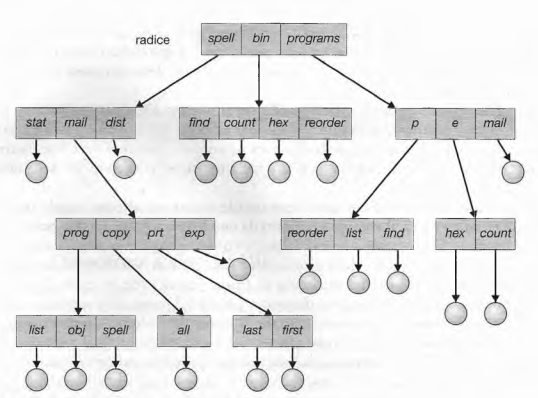 radice spell bin programs
stat mail dist find count hex reorder p e mail
prog copy prt exp reorder list find hex count
list obj spell all last first